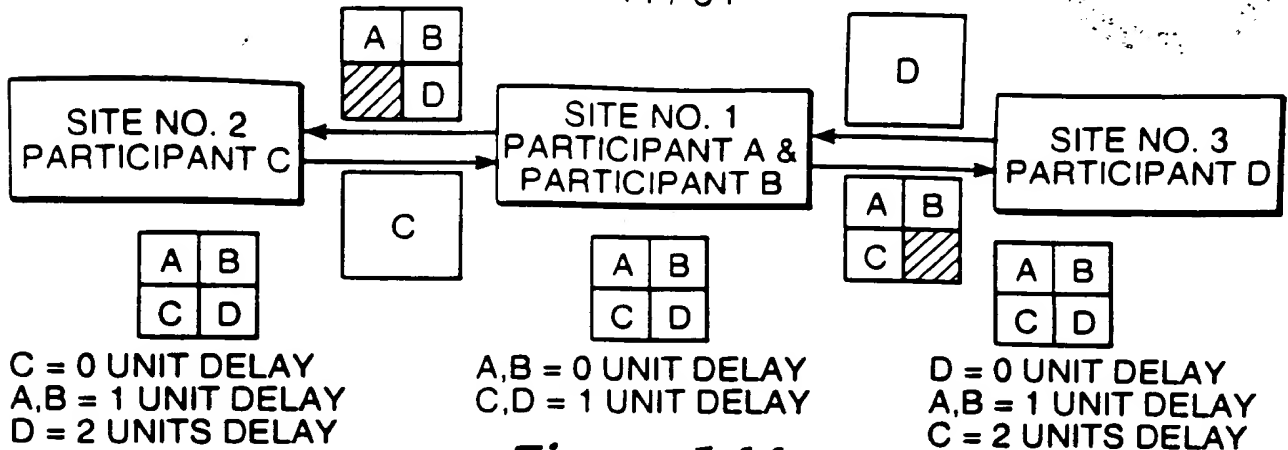 A B
D
D
SITE NO. 2
PARTICIPANT C
SITE NO. 1
PARTICIPANT A &
PARTICIPANT B
SITE NO. 3
PARTICIPANT D
C
A B
C
A B
C D
A B
C D
A B
C D
C = 0 UNIT DELAY
A,B = 1 UNIT DELAY
D = 2 UNITS DELAY
A,B = 0 UNIT DELAY
C,D = 1 UNIT DELAY
D = 0 UNIT DELAY
A,B = 1 UNIT DELAY
C = 2 UNITS DELAY